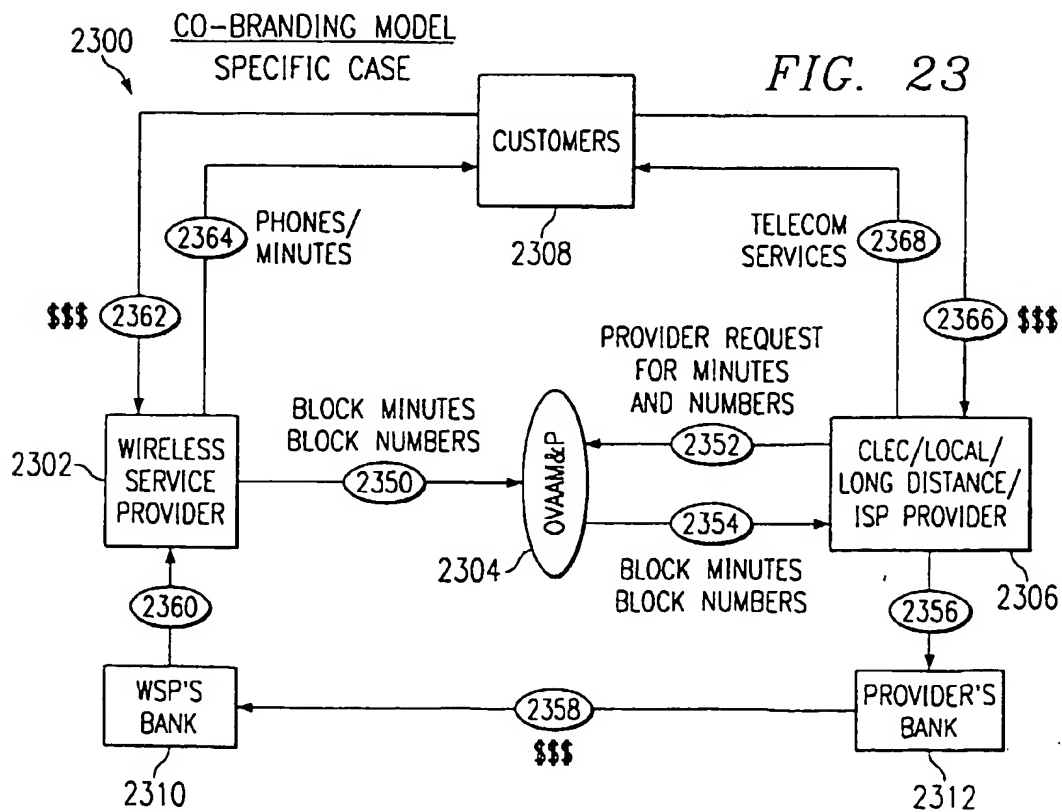 CO-BRANDING MODEL
SPECIFIC CASE
2300
FIG. 23
CUSTOMERS
2308
2364
PHONES/
MINUTES
TELECOM
SERVICES
2368
$$$ 2362
2366 $$$
PROVIDER REQUEST
FOR MINUTES
AND NUMBERS
BLOCK MINUTES
BLOCK NUMBERS
2302
WIRELESS
SERVICE
PROVIDER
2350
OVAAM&P
2304
2352
2354
BLOCK MINUTES
BLOCK NUMBERS
CLEC/LOCAL/
LONG DISTANCE/
ISP PROVIDER
2306
2360
2356
WSP'S
BANK
2310
2358
$$$
PROVIDER'S
BANK
2312